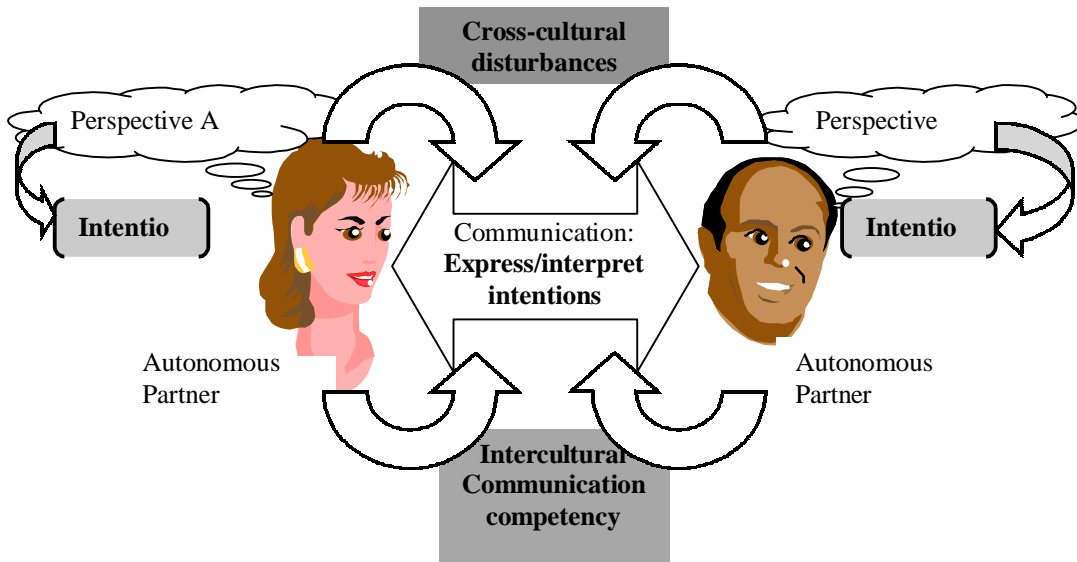 Cross-cultural
disturbances
Perspective A
Perspective
Intentio
Intentio
Communication:
Express/interpret
intentions
Autonomous
Partner
Autonomous
Partner
Intercultural
Communication
competency